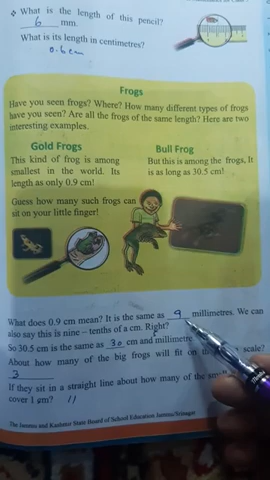 What is the length of this pencil?
6 mm.
What is its length in centimetres?
0.6 cm
Frogs
Have you seen frogs? Where? How many different types of frogs
have you seen? Are all the frogs of the same length? Here are two
interesting examples.
Gold Frogs
This kind of frog is among
smallest in the world. Its
length as only 0.9 cm!
Bull Frog
But this is among the frogs, It
is as long as 30.5 cm!
Guess how many such frogs can
sit on your little finger!
What does 0.9 cm mean? It is the same as 9 millimetres. We can
also say this is nine – tenths of a cm. Right?
So 30.5 cm is the same as 30 cm and millimetre
About how many of the big frogs will fit on scale?
3
If they sit in a straight line about how many of the
cover 1 cm? 11
The Jammu and Kashmir State Board of School Education Jammu/Srinagar